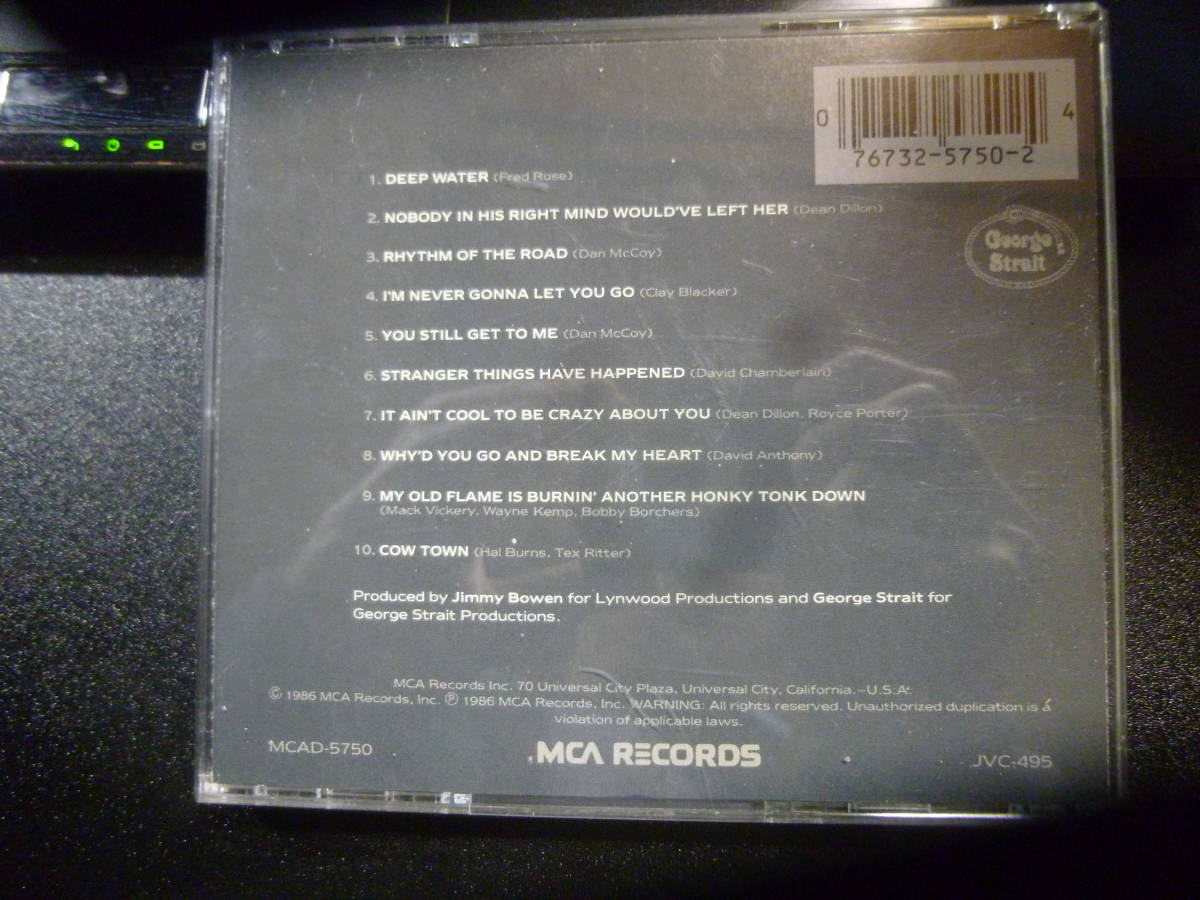 0 4
76732-5750-2
George
Strait
1. DEEP WATER (Fred Rose)
2. NOBODY IN HIS RIGHT MIND WOULD'VE LEFT HER (Dean Dillon)
3. RHYTHM OF THE ROAD (Dan McCoy)
4. I'M NEVER GONNA LET YOU GO (Clay Blacker)
5. YOU STILL GET TO ME (Dan McCoy)
6. STRANGER THINGS HAVE HAPPENED (David Chamberlain)
7. IT AIN'T COOL TO BE CRAZY ABOUT YOU (Dean Dillon, Royce Porter)
8. WHY'D YOU GO AND BREAK MY HEART (David Anthony)
9. MY OLD FLAME IS BURNIN' ANOTHER HONKY TONK DOWN
(Mack Vickery, Wayne Kemp, Bobby Borchers)
10. COW TOWN (Hal Burns, Tex Ritter)
Produced by Jimmy Bowen for Lynwood Productions and George Strait for
George Strait Productions.
MCA Records Inc. 70 Universal City Plaza, Universal City, California.–U.S.A.
© 1986 MCA Records, Inc. ℗ 1986 MCA Records, Inc. WARNING: All rights reserved. Unauthorized duplication is a
violation of applicable laws.
MCAD-5750 MCA RECORDS JVC-495